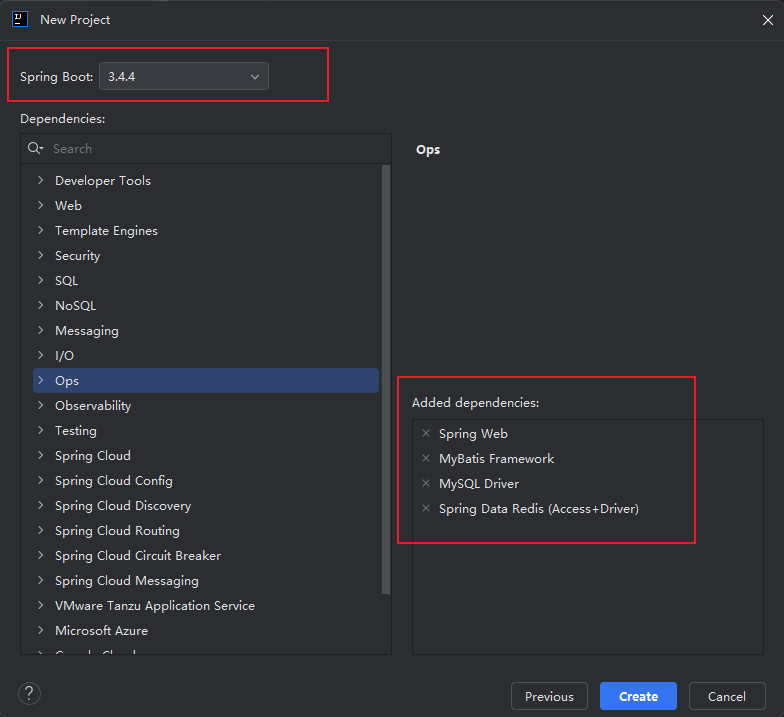 New Project
Spring Boot: 3.4.4
Dependencies:
Search
Developer Tools
Web
Template Engines
Security
SQL
NoSQL
Messaging
I/O
Ops
Observability
Testing
Spring Cloud
Spring Cloud Config
Spring Cloud Discovery
Spring Cloud Routing
Spring Cloud Circuit Breaker
Spring Cloud Messaging
VMware Tanzu Application Service
Microsoft Azure
Ops
Added dependencies:
Spring Web
MyBatis Framework
MySQL Driver
Spring Data Redis (Access+Driver)
?
Previous
Create
Cancel